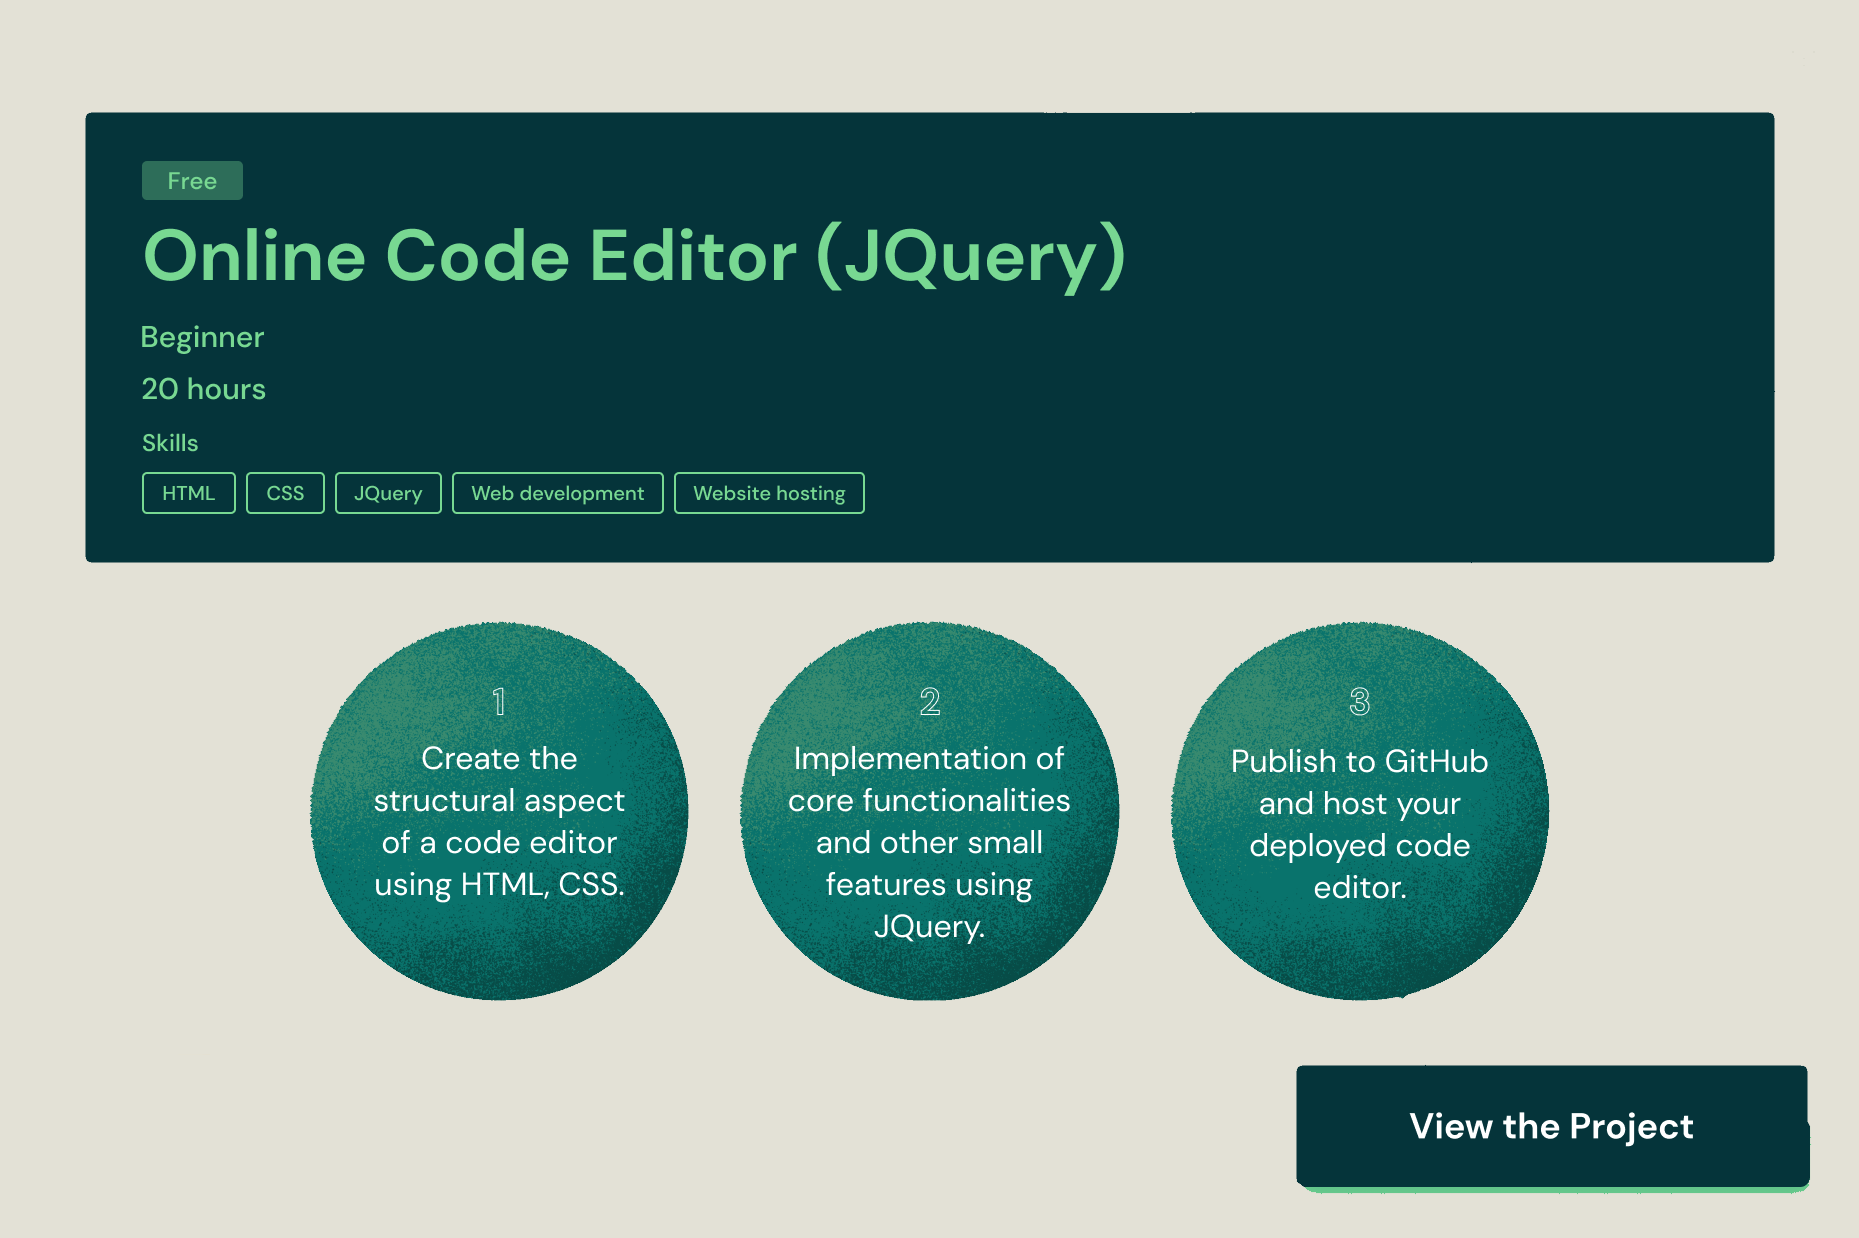 Free
Online Code Editor (JQuery)
Beginner
20 hours
Skills
HTML CSS JQuery Web development Website hosting
1
Create the
structural aspect
of a code editor
using HTML, CSS.
2
Implementation of
core functionalities
and other small
features using
JQuery.
3
Publish to GitHub
and host your
deployed code
editor.
View the Project